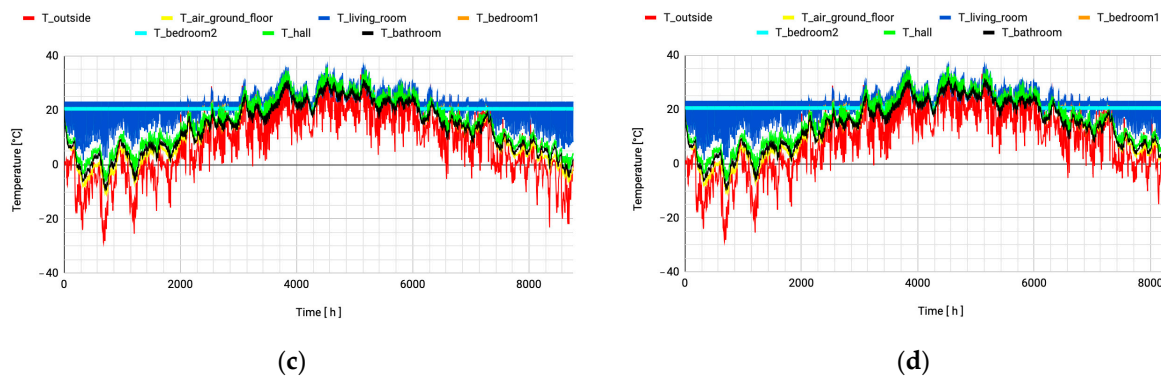 T_outside T_air_ground_floor T_living_room T_bedroom1
T_bedroom2 T_hall T_bathroom
40
20
0
−20
−40
Temperature [°C]
0 2000 4000 6000 8000
Time [ h ]
(c)
T_outside T_air_ground_floor T_living_room T_bedroom1
T_bedroom2 T_hall T_bathroom
40
20
0
−20
−40
Temperature [°C]
0 2000 4000 6000 8000
Time [ h ]
(d)